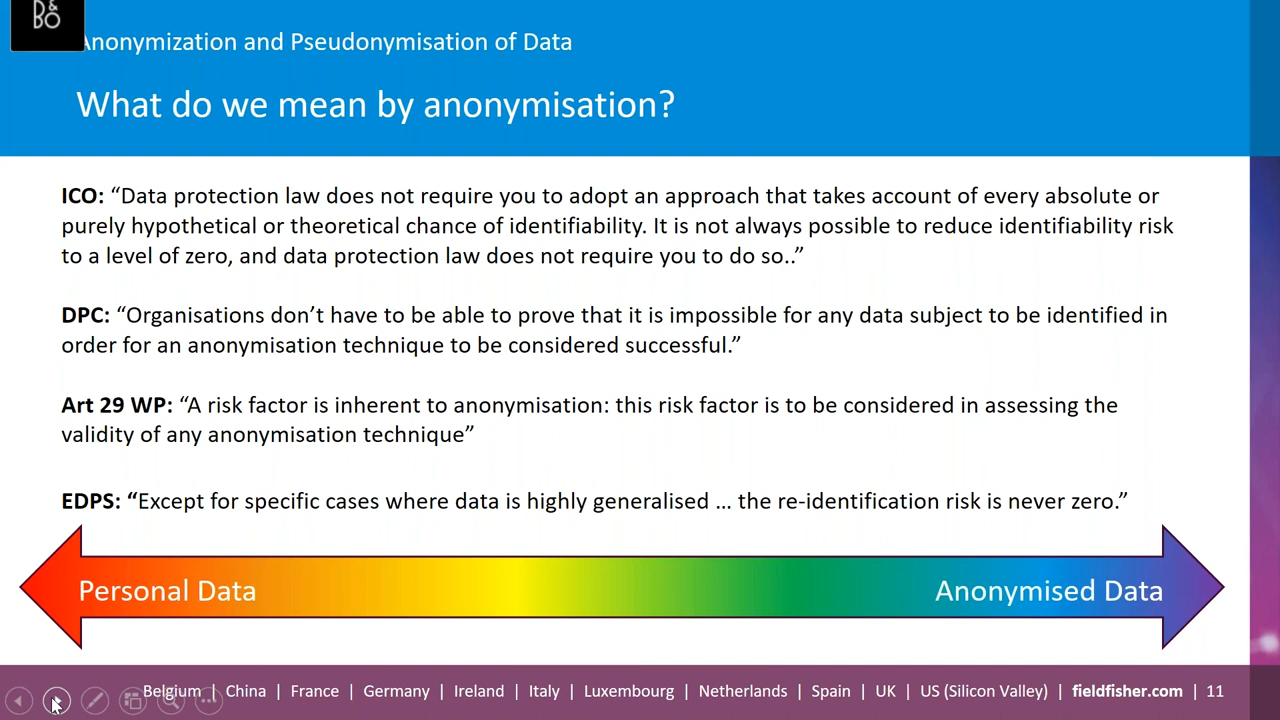 D&
BO
Anonymization and Pseudonymisation of Data
What do we mean by anonymisation?
ICO: “Data protection law does not require you to adopt an approach that takes account of every absolute or
purely hypothetical or theoretical chance of identifiability. It is not always possible to reduce identifiability risk
to a level of zero, and data protection law does not require you to do so..”
DPC: “Organisations don’t have to be able to prove that it is impossible for any data subject to be identified in
order for an anonymisation technique to be considered successful.”
Art 29 WP: “A risk factor is inherent to anonymisation: this risk factor is to be considered in assessing the
validity of any anonymisation technique”
EDPS: “Except for specific cases where data is highly generalised … the re-identification risk is never zero.”
Personal Data Anonymised Data
Belgium | China | France | Germany | Ireland | Italy | Luxembourg | Netherlands | Spain | UK | US (Silicon Valley) | fieldfisher.com | 11